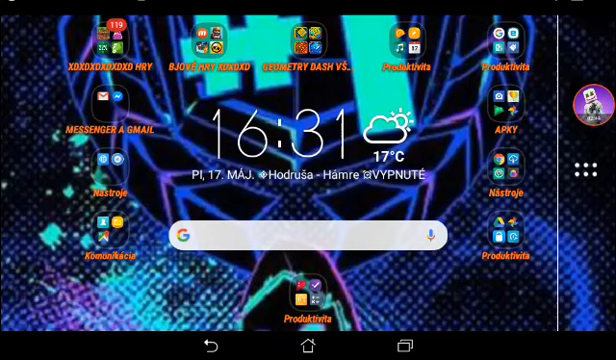 119
XDXDXDXDXDXD HRY
BJOVÉ HRY XDXDXD
GEOMETRY DASH VŠ...
Produktivita
Produktivita
17
MESSENGER A GMAIL
16:31
17°C
PI, 17. MÁJ.
Hodruša - Hámre
VYPNUTÉ
APKY
Nástroje
Nástroje
Komunikácia
G
Produktivita
Produktivita